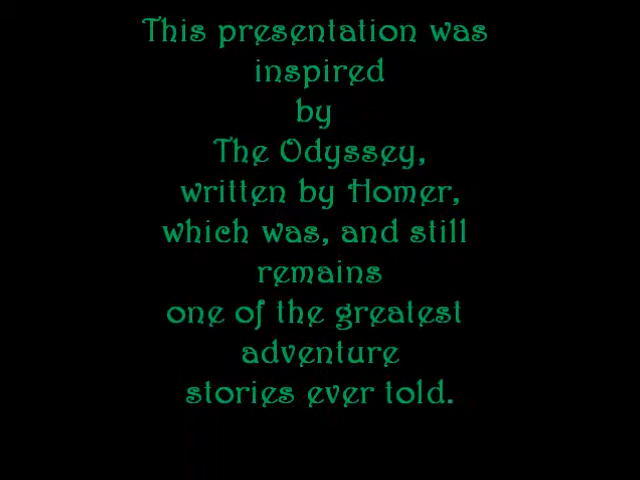 This presentation was
inspired
by
The Odyssey,
written by Homer,
which was, and still
remains
one of the greatest
adventure
stories ever told.